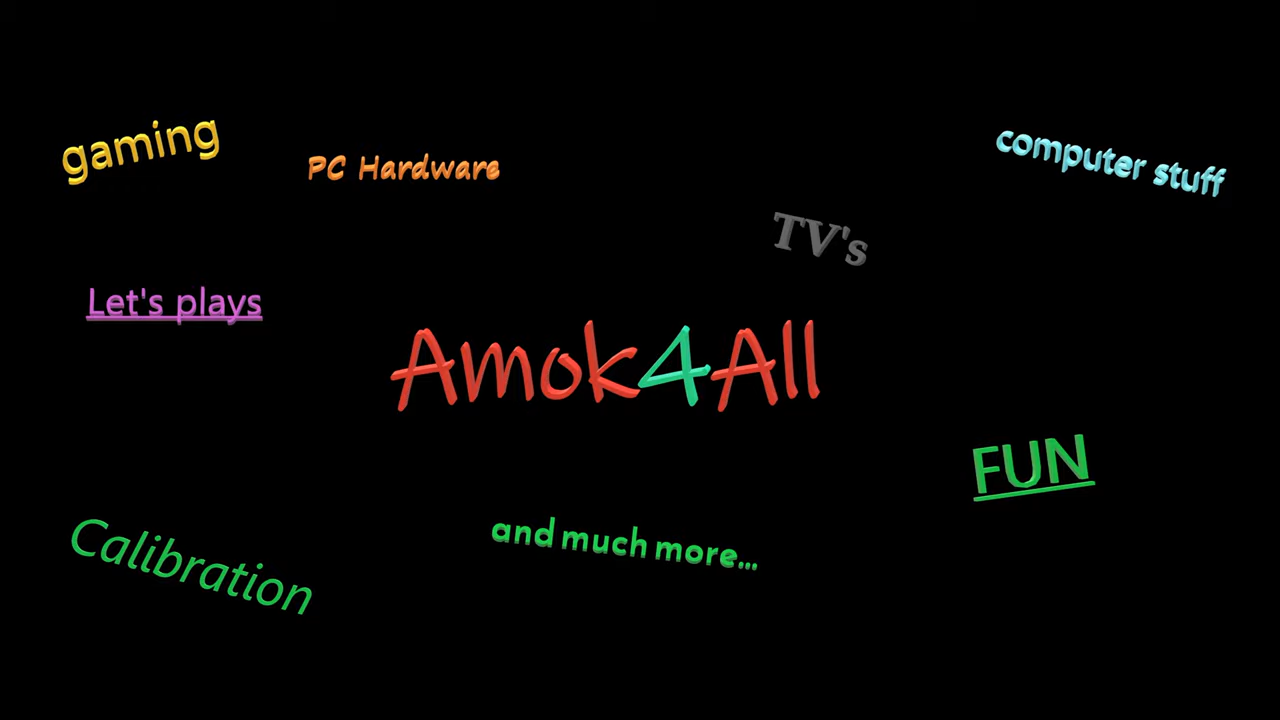 gaming
PC Hardware
computer stuff
TV's
Let's plays
Amok4All
FUN
Calibration
and much more...